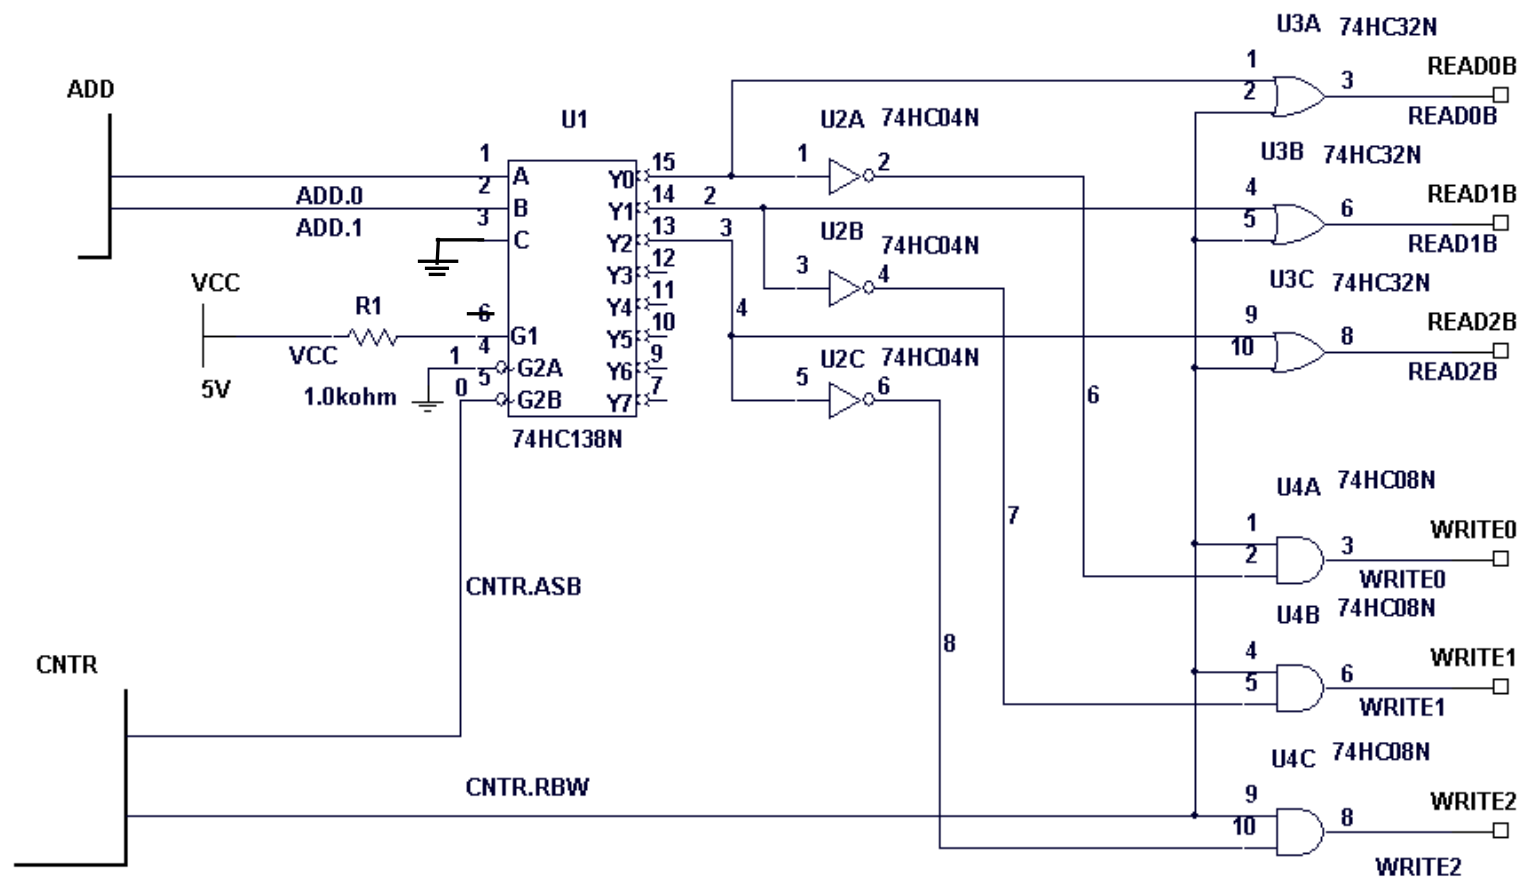 U3A 74HC32N
1
READ0B
2
3
READ0B
ADD
U1
U2A 74HC04N
U3B 74HC32N
1
1
2
15
4
READ1B
A
Y0
2
14
2
5
6
ADD.0
B
Y1
READ1B
3
13
3
U2B
ADD.1
C
Y2
74HC04N
12
3
4
U3C 74HC32N
Y3
VCC
11
R1
6
Y4
4
9
READ2B
10
G1
Y5
10
8
VCC
1
4
9
U2C 74HC04N
G2A
Y6
READ2B
5V
1.0kohm
0
5
7
5
6
G2B
Y7
6
74HC138N
U4A 74HC08N
7
1
WRITE0
2
3
CNTR.ASB
WRITE0
U4B 74HC08N
8
4
WRITE1
CNTR
5
6
WRITE1
U4C 74HC08N
CNTR.RBW
9
WRITE2
10
8
WRITE2